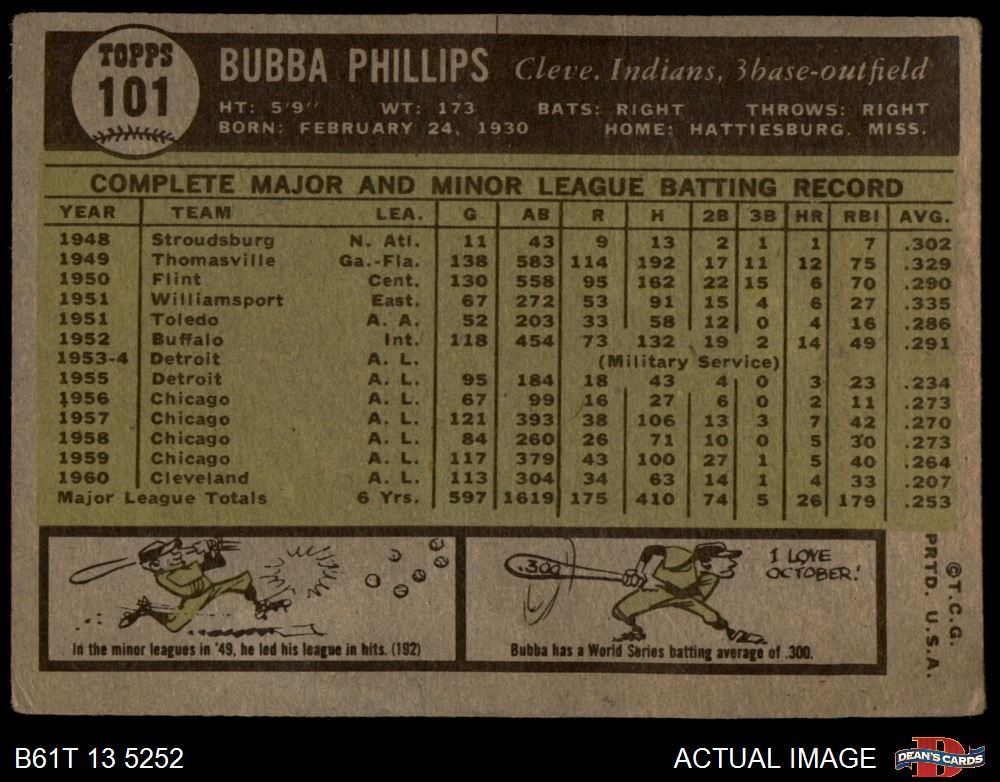 TOPPS
101
BUBBA PHILLIPS Cleve. Indians, 3base-outfield
HT: 5'9" WT: 173 BATS: RIGHT THROWS: RIGHT
BORN: FEBRUARY 24, 1930 HOME: HATTIESBURG, MISS.
COMPLETE MAJOR AND MINOR LEAGUE BATTING RECORD
YEAR TEAM LEA. G AB R H 2B 3B HR RBI AVG.
1948 Stroudsburg N. Atl. 11 43 9 13 2 1 1 7 .302
1949 Thomasville Ga.-Fla. 138 583 114 192 17 11 12 75 .329
1950 Flint Cent. 130 558 95 162 22 15 6 70 .290
1951 Williamsport East. 67 272 53 91 15 4 6 27 .335
1951 Toledo A. A. 52 203 33 58 12 0 4 16 .286
1952 Buffalo Int. 118 454 73 132 19 2 14 49 .291
1953-4 Detroit A. L. (Military Service)
1955 Detroit A. L. 95 184 18 43 4 0 3 23 .234
1956 Chicago A. L. 67 99 16 27 6 0 2 11 .273
1957 Chicago A. L. 121 393 38 106 13 3 7 42 .270
1958 Chicago A. L. 84 260 26 71 10 0 5 30 .273
1959 Chicago A. L. 117 379 43 100 27 1 5 40 .264
1960 Cleveland A. L. 113 304 34 63 14 1 4 33 .207
Major League Totals 6 Yrs. 597 1619 175 410 74 5 26 179 .253
In the minor leagues in '49, he led his league in hits. (192)
.300
I LOVE
OCTOBER!
Bubba has a World Series batting average of .300.
©T.C.G.
PRTD. U.S.A.
B61T 13 5252
ACTUAL IMAGE
D
DEAN'S CARDS